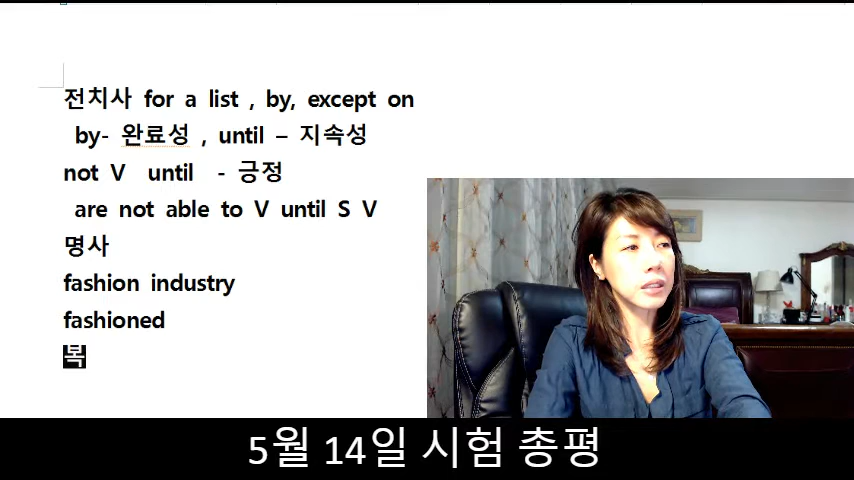 전치사 for a list , by, except on
by- 완료성 , until – 지속성
not V until - 긍정
are not able to V until S V
명사
fashion industry
fashioned
복
5월 14일 시험 총평